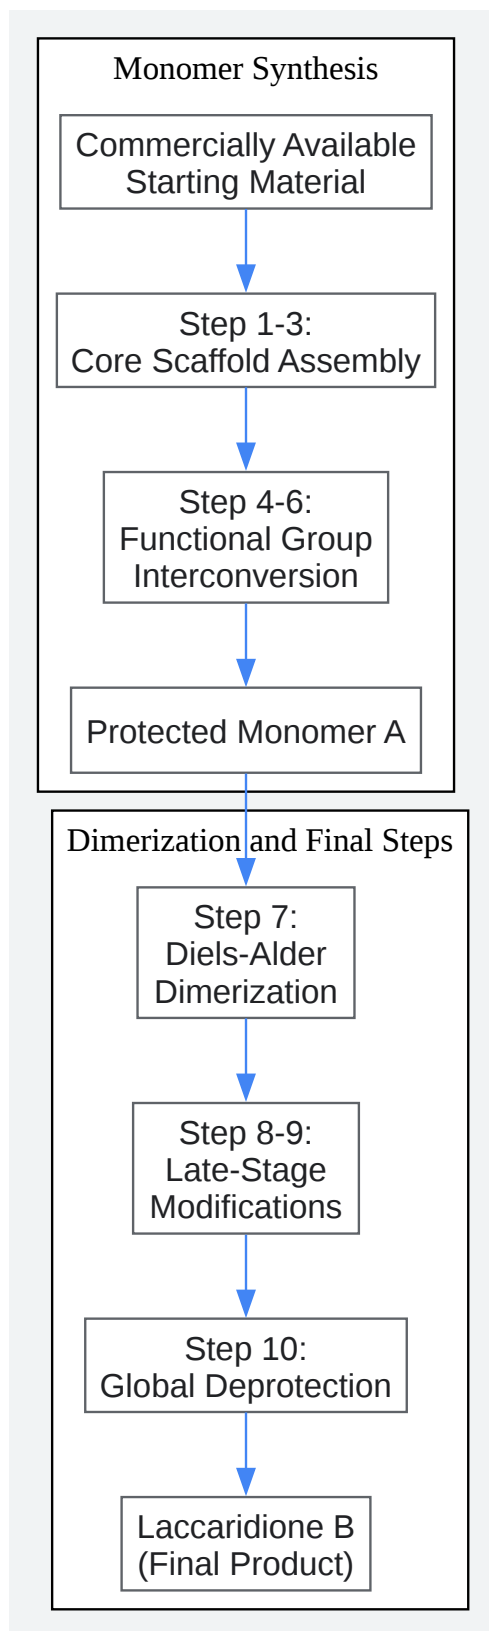 Monomer Synthesis
Commercially Available
Starting Material
Step 1-3:
Core Scaffold Assembly
Step 4-6:
Functional Group
Interconversion
Protected Monomer A
Dimerization and Final Steps
Step 7:
Diels-Alder
Dimerization
Step 8-9:
Late-Stage
Modifications
Step 10:
Global Deprotection
Laccaridione B
(Final Product)